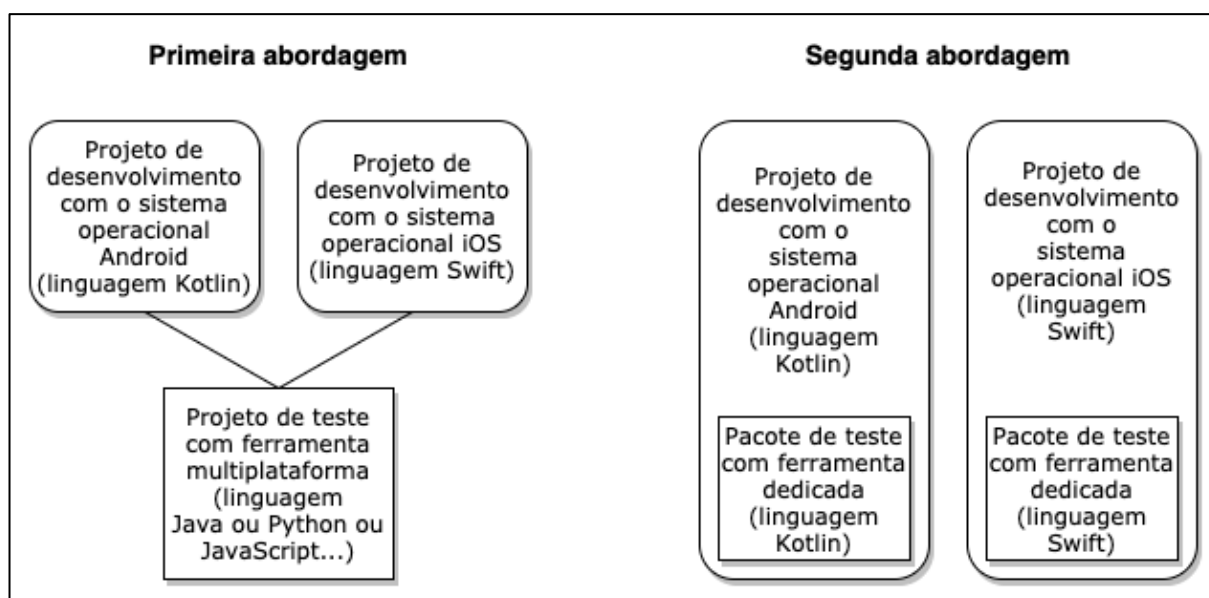 Primeira abordagem
Projeto de
desenvolvimento
com o sistema
operacional
Android
(linguagem Kotlin)
Projeto de
desenvolvimento
com o sistema
operacional iOS
(linguagem Swift)
Projeto de teste
com ferramenta
multiplataforma
(linguagem
Java ou Python ou
JavaScript...)
Segunda abordagem
Projeto de
desenvolvimento
com o
sistema
operacional
Android
(linguagem
Kotlin)
Pacote de teste
com ferramenta
dedicada
(linguagem
Kotlin)
Projeto de
desenvolvimento
com o
sistema
operacional iOS
(linguagem
Swift)
Pacote de teste
com ferramenta
dedicada
(linguagem
Swift)